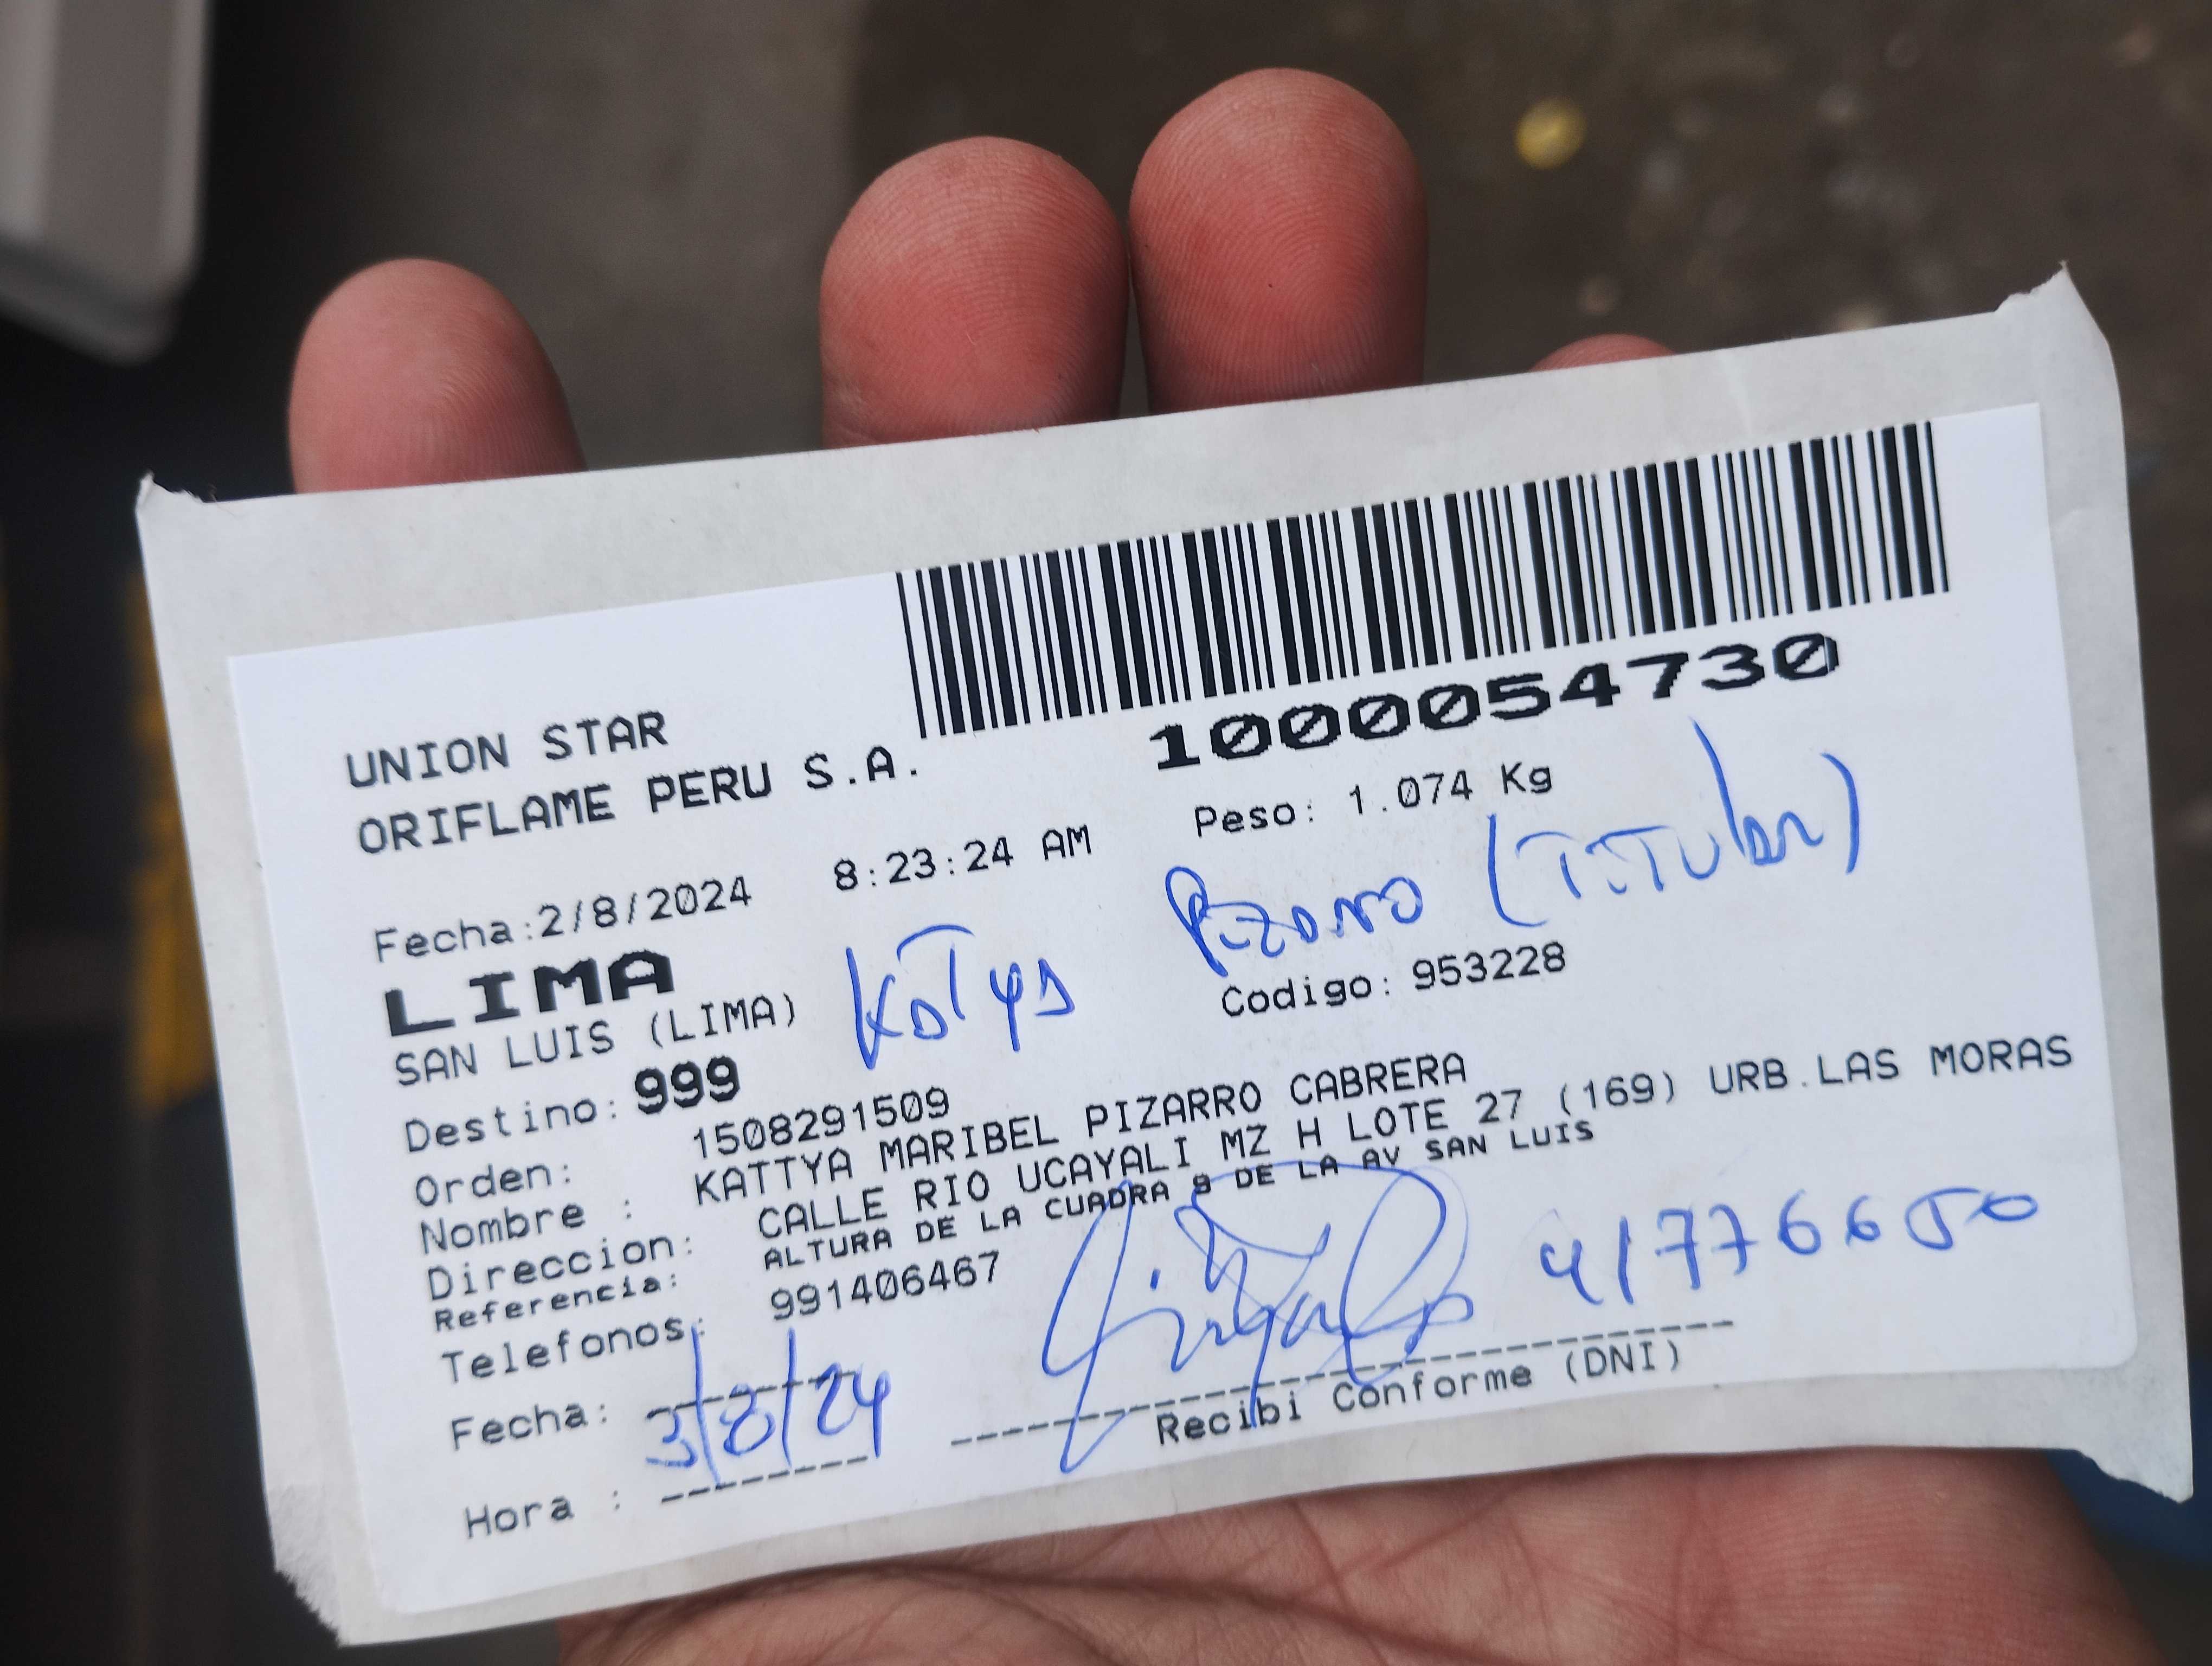 1000054730
UNION STAR
ORIFLAME PERU S.A.
Peso: 1.074 Kg
Fecha:2/8/2024 8:23:24 AM
LIMA
SAN LUIS (LIMA)
Pizarro (Titular)
Codigo: 953228
Destino: 999
Orden: 1508291509
Nombre : KATTYA MARIBEL PIZARRO CABRERA
Direccion: CALLE RIO UCAYALI MZ H LOTE 27 (169) URB.LAS MORAS
Referencia: ALTURA DE LA CUADRA 9 DE LA AV SAN LUIS
Telefonos: 991406467
41776650
Fecha: 3/8/24
Recibi Conforme (DNI)
Hora :